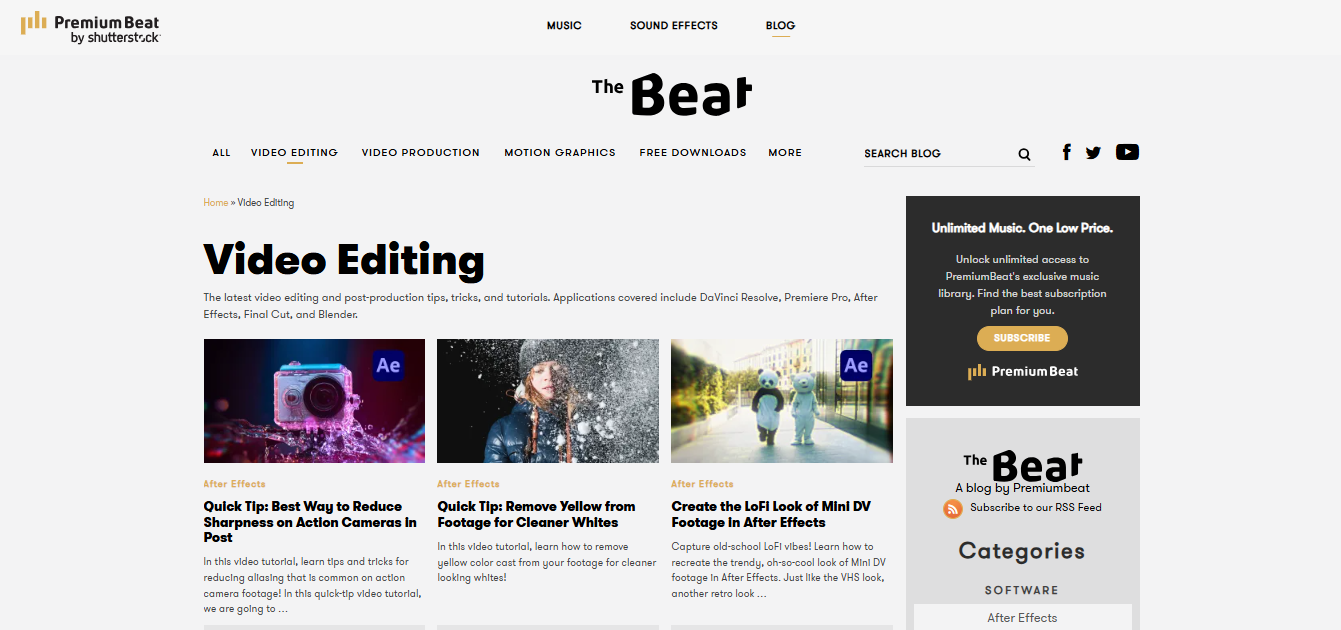 PremiumBeat
by shutterstock
MUSIC
SOUND EFFECTS
BLOG
The Beat
ALL
VIDEO EDITING
VIDEO PRODUCTION
MOTION GRAPHICS
FREE DOWNLOADS
MORE
SEARCH BLOG
Home » Video Editing
Video Editing
The latest video editing and post-production tips, tricks, and tutorials. Applications covered include DaVinci Resolve, Premiere Pro, After
Effects, Final Cut, and Blender.
Ae
After Effects
Quick Tip: Best Way to Reduce
Sharpness on Action Cameras in
Post
In this video tutorial, learn tips and tricks for
reducing aliasing that is common on action
camera footage! In this quick-tip video tutorial,
we are going to …
After Effects
Quick Tip: Remove Yellow from
Footage for Cleaner Whites
In this video tutorial, learn how to remove
yellow color cast from your footage for cleaner
looking whites!
Ae
After Effects
Create the LoFi Look of Mini DV
Footage in After Effects
Capture old-school LoFi vibes! Learn how to
recreate the trendy, oh-so-cool look of Mini DV
footage in After Effects. Just like the VHS look,
another retro look …
Unlimited Music. One Low Price.
Unlock unlimited access to
PremiumBeat's exclusive music
library. Find the best subscription
plan for you.
SUBSCRIBE
PremiumBeat
The Beat
A blog by Premiumbeat
Subscribe to our RSS Feed
Categories
SOFTWARE
After Effects